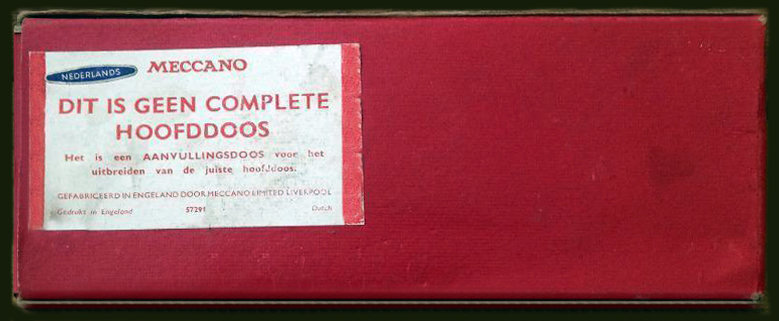 NEDERLANDS MECCANO
DIT IS GEEN COMPLETE
HOOFDDOOS
Het is een AANVULLINGSDOOS voor het
uitbreiden van de juiste hoofddoos.
GEFABRICEERD IN ENGELAND DOOR MECCANO LIMITED LIVERPOOL
Gedrukt in Engeland 57291 Dutch